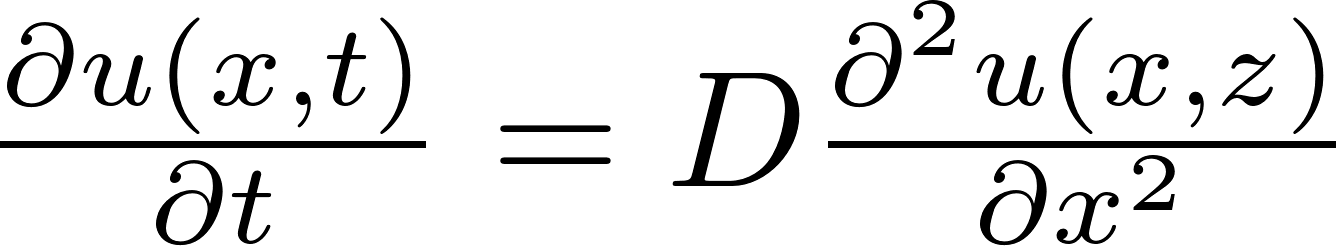 ∂u(x,t)/∂t = D ∂²u(x,z)/∂x²